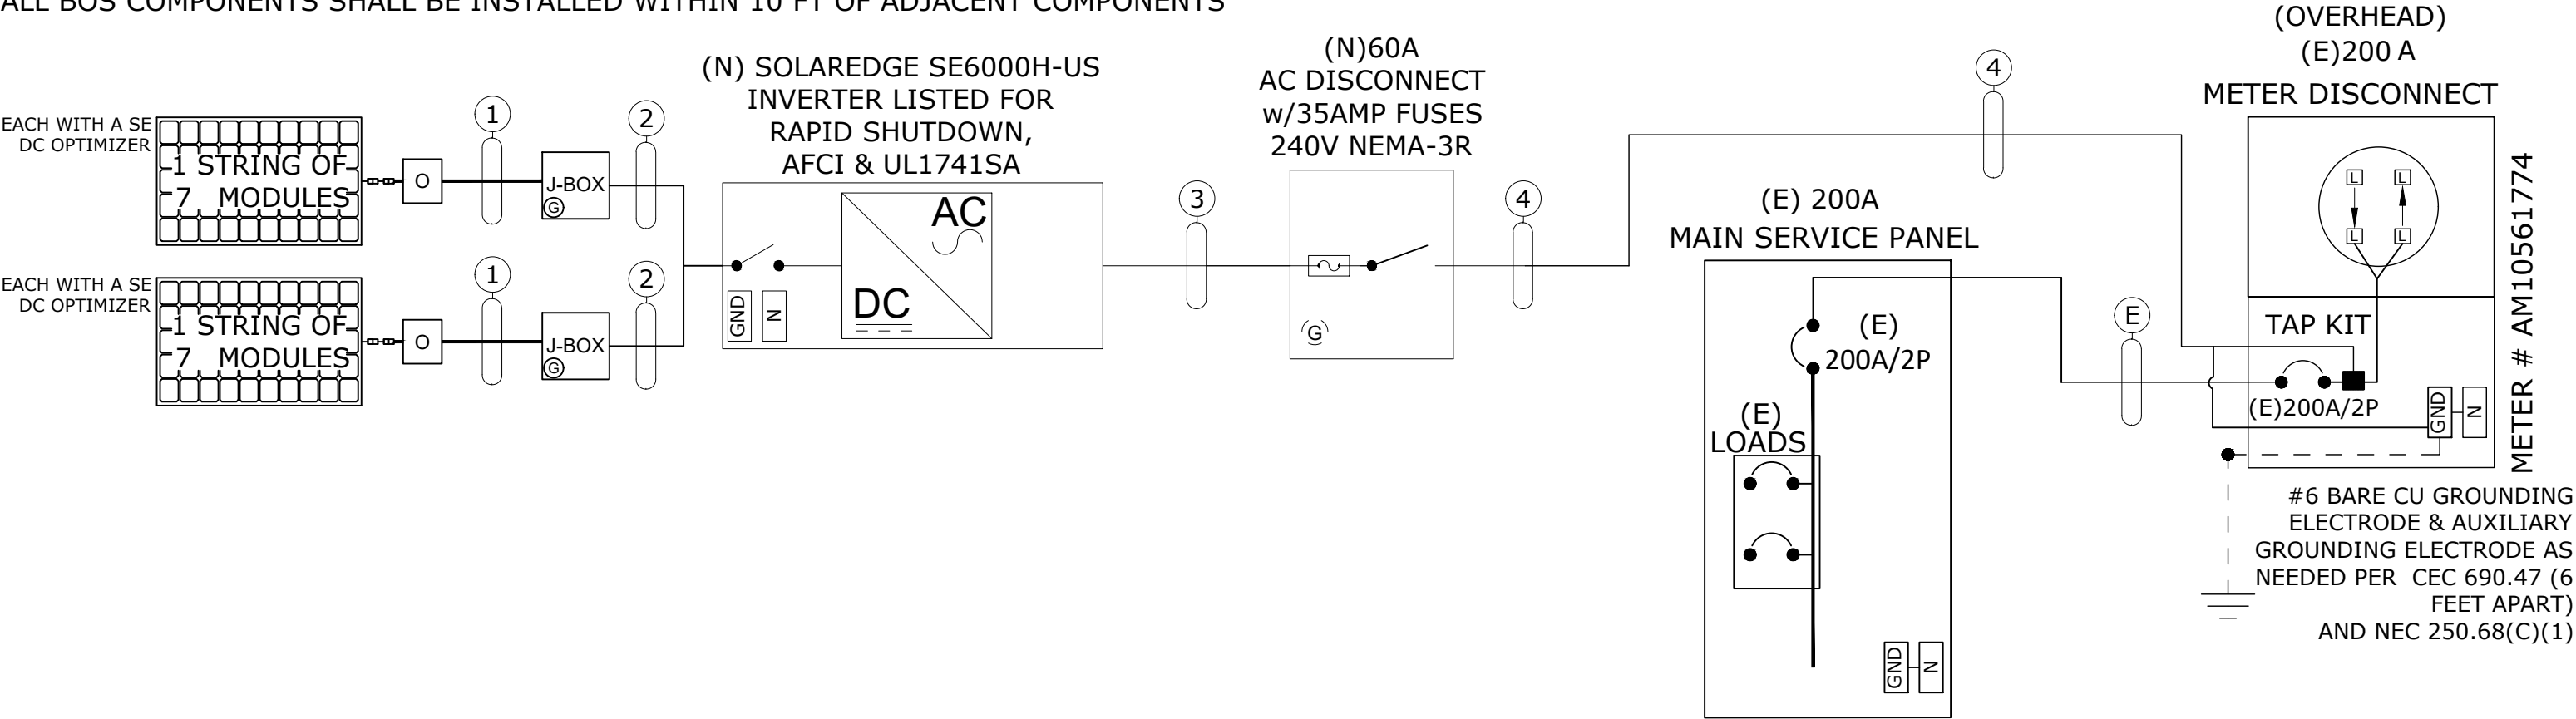 ALL BOS COMPONENTS SHALL BE INSTALLED WITHIN 10 FT OF ADJACENT COMPONENTS
EACH WITH A SE
DC OPTIMIZER
1 STRING OF
7 MODULES
O
1
J-BOX
G
2
EACH WITH A SE
DC OPTIMIZER
1 STRING OF
7 MODULES
O
1
J-BOX
G
2
(N) SOLAREDGE SE6000H-US
INVERTER LISTED FOR
RAPID SHUTDOWN,
AFCI & UL1741SA
GND
N
AC
DC
3
(N)60A
AC DISCONNECT
w/35AMP FUSES
240V NEMA-3R
G
4
4
(E) 200A
MAIN SERVICE PANEL
(E)
200A/2P
(E)
LOADS
GND
N
E
(OVERHEAD)
(E)200 A
METER DISCONNECT
L
L
L
L
TAP KIT
(E)200A/2P
GND
N
METER # AM10561774
#6 BARE CU GROUNDING
ELECTRODE & AUXILIARY
GROUNDING ELECTRODE AS
NEEDED PER CEC 690.47 (6
FEET APART)
AND NEC 250.68(C)(1)